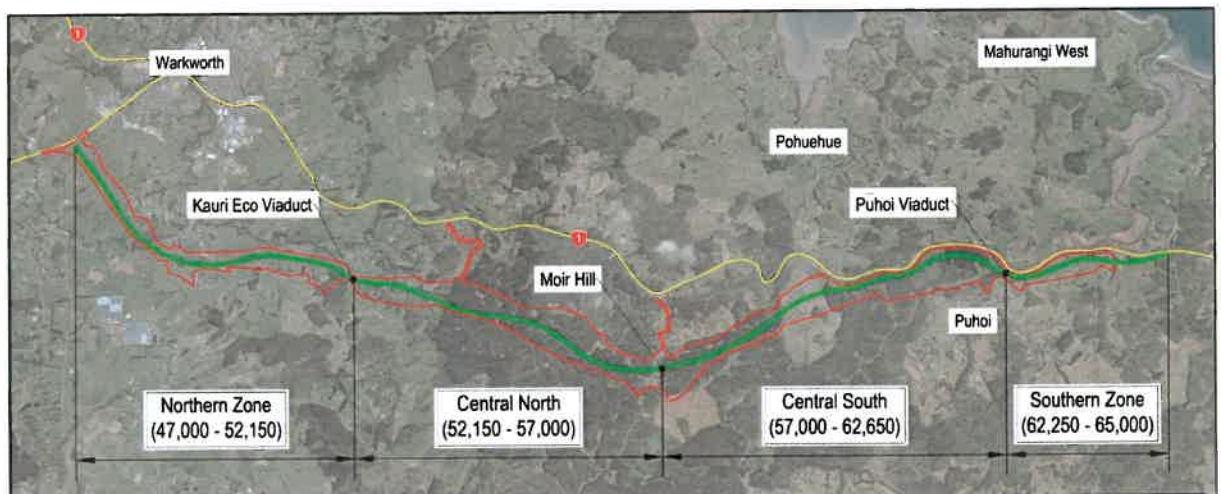 1
Warkworth
Mahurangi West
Pohuehue
Kauri Eco Viaduct
Puhoi Viaduct
1
Moir Hill
Puhoi
Northern Zone
(47,000 - 52,150)
Central North
(52,150 - 57,000)
Central South
(57,000 - 62,650)
Southern Zone
(62,250 - 65,000)